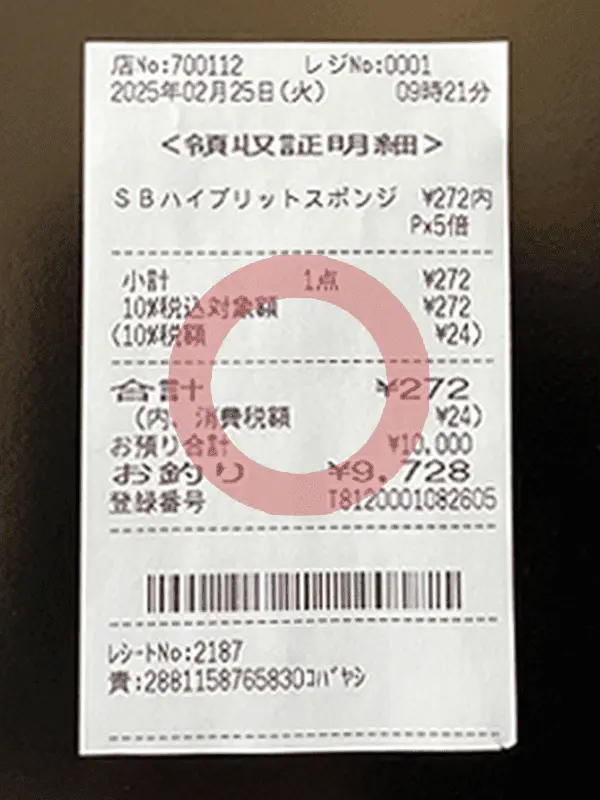 店No:700112 レジNo:0001
2025年02月25日(火) 09時21分
<領収証明細>
SBハイブリットスポンジ ¥272内
Px5倍
小計 1点 ¥272
10%税込対象額 ¥272
(10%税額 ¥24)
合計 ¥272
(内、消費税額 ¥24)
お預り合計 ¥10,000
お釣り ¥9,728
登録番号 T8120001082605
レシートNo:2187
責:2881158765830コバヤシ